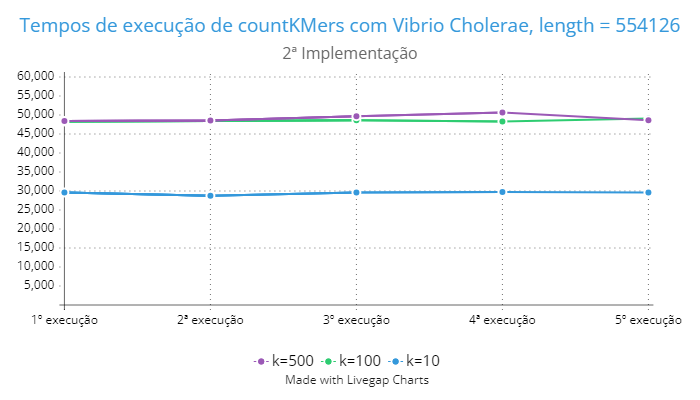 Tempos de execução de countKMers com Vibrio Cholerae, length = 554126
2ª Implementação
60,000
55,000
50,000
45,000
40,000
35,000
30,000
25,000
20,000
15,000
10,000
5,000
1º execução 2ª execução 3º execução 4ª execução 5º execução
k=500 k=100 k=10
Made with Livegap Charts